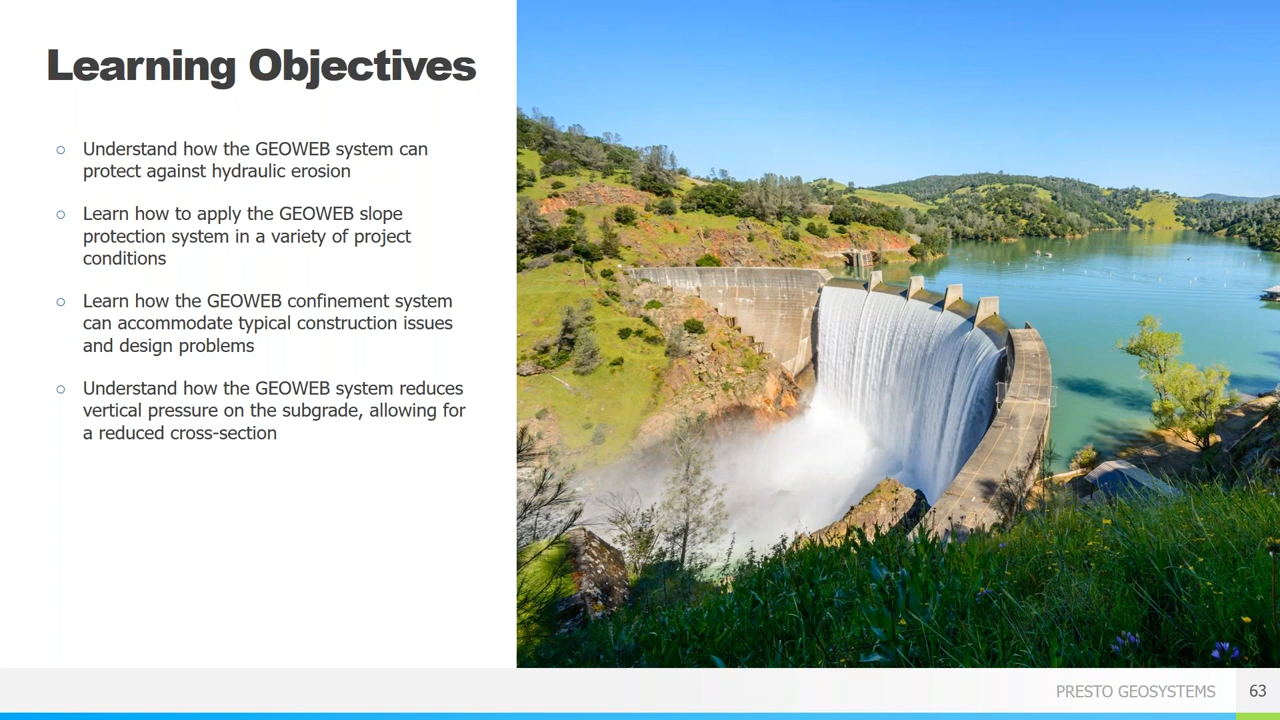 Learning Objectives
○ Understand how the GEOWEB system can
protect against hydraulic erosion
○ Learn how to apply the GEOWEB slope
protection system in a variety of project
conditions
○ Learn how the GEOWEB confinement system
can accommodate typical construction issues
and design problems
○ Understand how the GEOWEB system reduces
vertical pressure on the subgrade, allowing for
a reduced cross-section
PRESTO GEOSYSTEMS 63